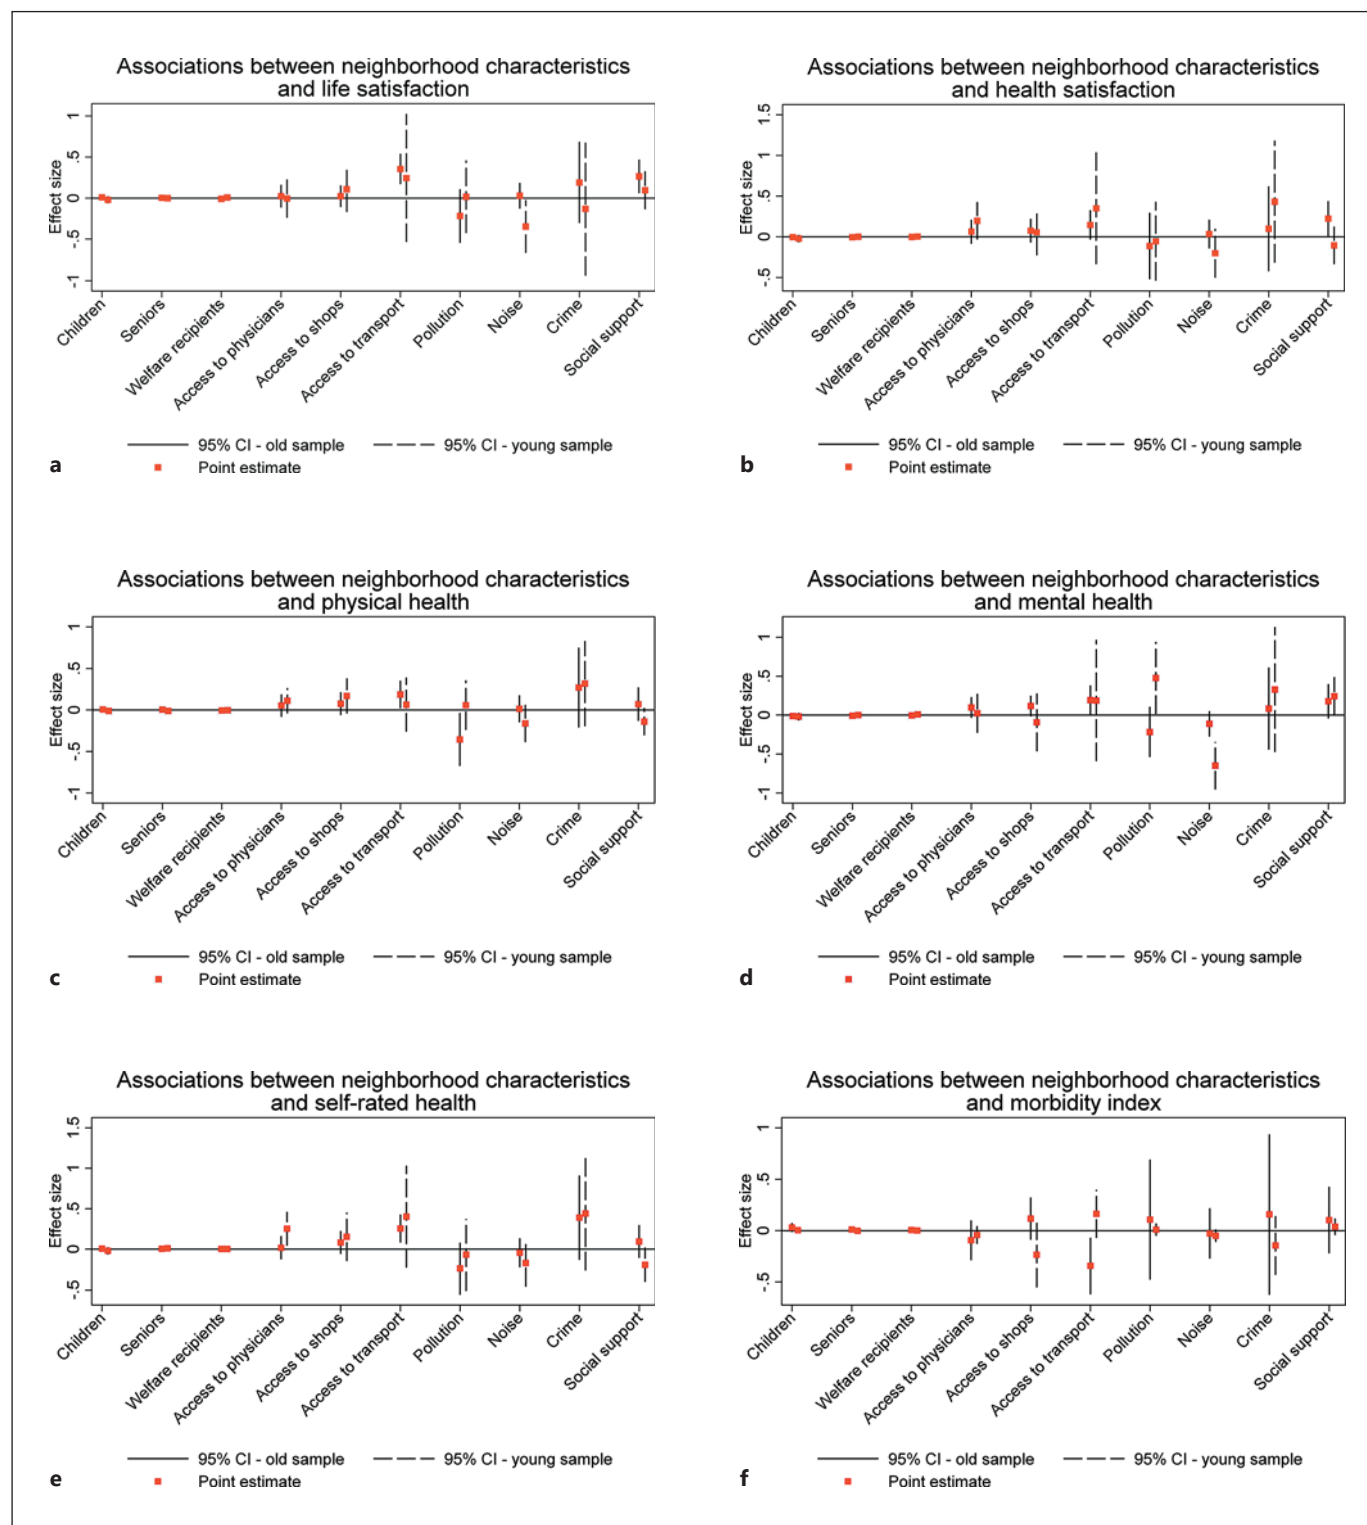 Associations between neighborhood characteristics
and life satisfaction
Effect size
1
.5
0
-.5
-1
Children
Seniors
Welfare recipients
Access to physicians
Access to shops
Access to transport
Pollution
Noise
Crime
Social support
95% CI - old sample
95% CI - young sample
Point estimate
a
Associations between neighborhood characteristics
and health satisfaction
Effect size
1.5
1
.5
0
-.5
Children
Seniors
Welfare recipients
Access to physicians
Access to shops
Access to transport
Pollution
Noise
Crime
Social support
95% CI - old sample
95% CI - young sample
Point estimate
b
Associations between neighborhood characteristics
and physical health
Effect size
1
.5
0
-.5
-1
Children
Seniors
Welfare recipients
Access to physicians
Access to shops
Access to transport
Pollution
Noise
Crime
Social support
95% CI - old sample
95% CI - young sample
Point estimate
c
Associations between neighborhood characteristics
and mental health
Effect size
1
.5
0
-.5
-1
Children
Seniors
Welfare recipients
Access to physicians
Access to shops
Access to transport
Pollution
Noise
Crime
Social support
95% CI - old sample
95% CI - young sample
Point estimate
d
Associations between neighborhood characteristics
and self-rated health
Effect size
1.5
1
.5
0
-.5
Children
Seniors
Welfare recipients
Access to physicians
Access to shops
Access to transport
Pollution
Noise
Crime
Social support
95% CI - old sample
95% CI - young sample
Point estimate
e
Associations between neighborhood characteristics
and morbidity index
Effect size
1
.5
0
-.5
Children
Seniors
Welfare recipients
Access to physicians
Access to shops
Access to transport
Pollution
Noise
Crime
Social support
95% CI - old sample
95% CI - young sample
Point estimate
f